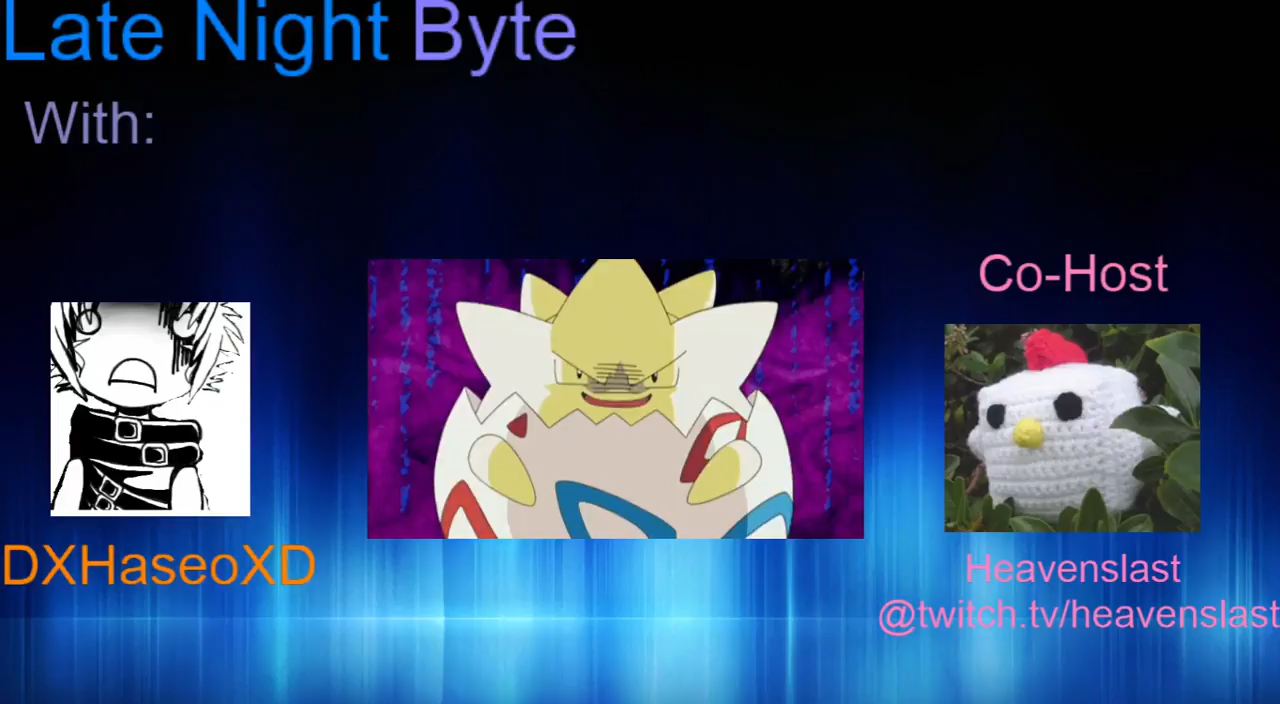 Late Night Byte
With:
Co-Host
DXHaseoXD
Heavenslast
@twitch.tv/heavenslast